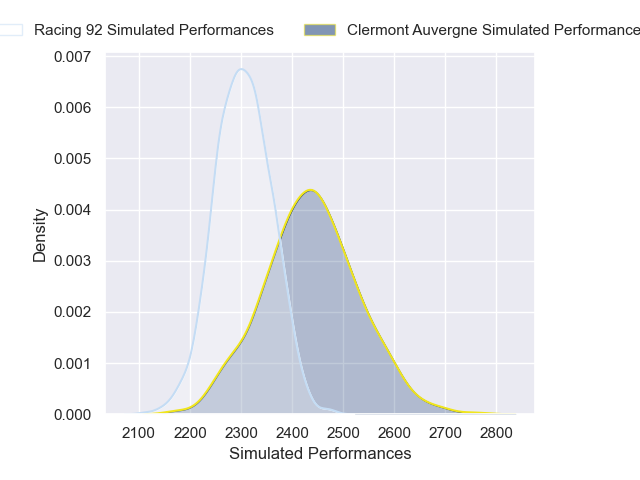 Racing 92 Simulated Performances
Clermont Auvergne Simulated Performance
0.007
0.006
0.005
0.004
0.003
0.002
0.001
0.000
Density
2100 2200 2300 2400 2500 2600 2700 2800
Simulated Performances